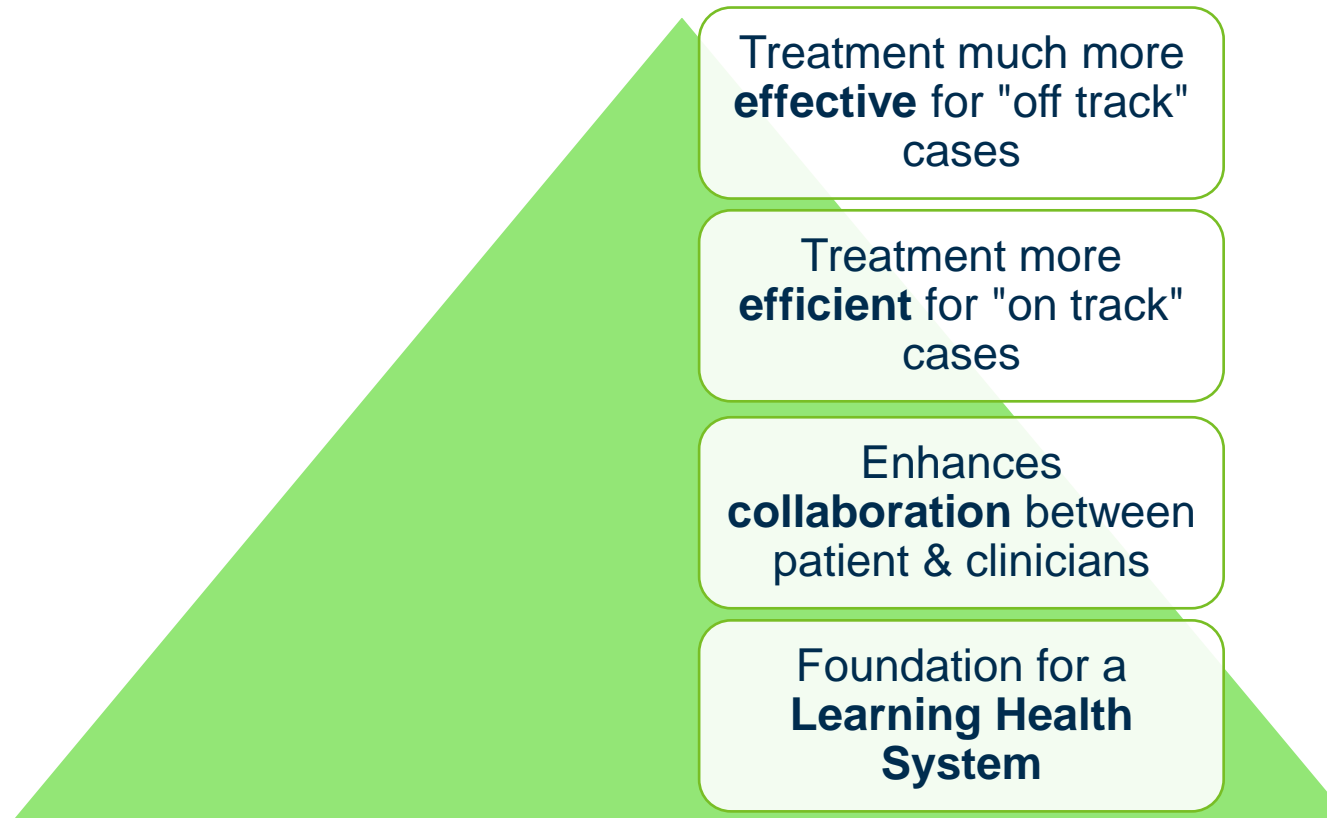 Treatment much more
effective for "off track"
cases
Treatment more
efficient for "on track"
cases
Enhances
collaboration between
patient & clinicians
Foundation for a
Learning Health
System